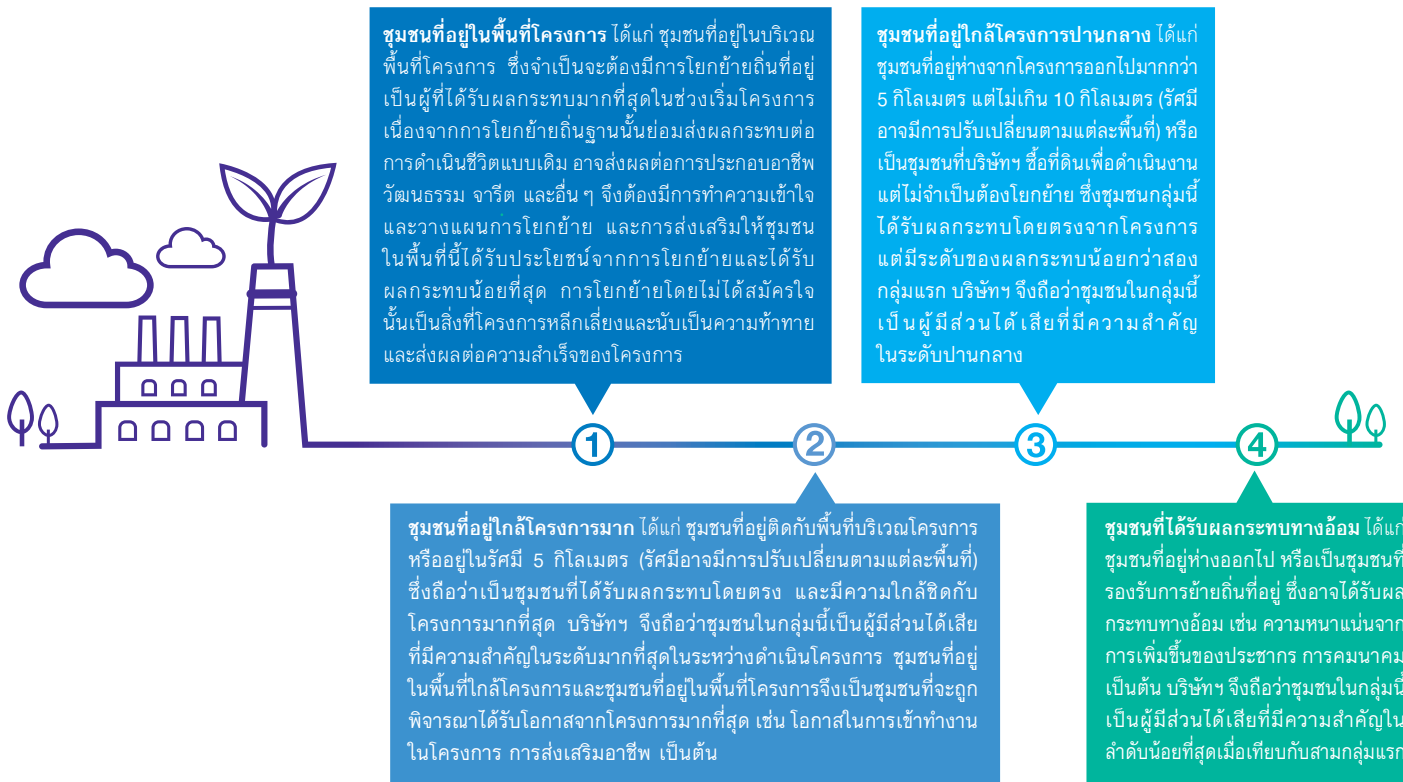 ชุมชนที่อยู่ในพื้นที่โครงการ ได้แก่ ชุมชนที่อยู่ในบริเวณ
พื้นที่โครงการ ซึ่งจำเป็นจะต้องมีการโยกย้ายถิ่นที่อยู่
เป็นผู้ที่ได้รับผลกระทบมากที่สุดในช่วงเริ่มโครงการ
เนื่องจากการโยกย้ายถิ่นฐานนั้นย่อมส่งผลกระทบต่อ
การดำเนินชีวิตแบบเดิม อาจส่งผลต่อการประกอบอาชีพ
วัฒนธรรม จารีต และอื่น ๆ จึงต้องมีการทำความเข้าใจ
และวางแผนการโยกย้าย และการส่งเสริมให้ชุมชน
ในพื้นที่นี้ได้รับประโยชน์จากการโยกย้ายและได้รับ
ผลกระทบน้อยที่สุด การโยกย้ายโดยไม่ได้สมัครใจ
นั้นเป็นสิ่งที่โครงการหลีกเลี่ยงและนับเป็นความท้าทาย
และส่งผลต่อความสำเร็จของโครงการ
ชุมชนที่อยู่ใกล้โครงการปานกลาง ได้แก่
ชุมชนที่อยู่ห่างจากโครงการออกไปมากกว่า
5 กิโลเมตร แต่ไม่เกิน 10 กิโลเมตร (รัศมี
อาจมีการปรับเปลี่ยนตามแต่ละพื้นที่) หรือ
เป็นชุมชนที่บริษัทฯ ซื้อที่ดินเพื่อดำเนินงาน
แต่ไม่จำเป็นต้องโยกย้าย ซึ่งชุมชนกลุ่มนี้
ได้รับผลกระทบโดยตรงจากโครงการ
แต่มีระดับของผลกระทบน้อยกว่าสอง
กลุ่มแรก บริษัทฯ จึงถือว่าชุมชนในกลุ่มนี้
เป็นผู้มีส่วนได้เสียที่มีความสำคัญ
ในระดับปานกลาง
1
2
3
4
ชุมชนที่อยู่ใกล้โครงการมาก ได้แก่ ชุมชนที่อยู่ติดกับพื้นที่บริเวณโครงการ
หรืออยู่ในรัศมี 5 กิโลเมตร (รัศมีอาจมีการปรับเปลี่ยนตามแต่ละพื้นที่)
ซึ่งถือว่าเป็นชุมชนที่ได้รับผลกระทบโดยตรง และมีความใกล้ชิดกับ
โครงการมากที่สุด บริษัทฯ จึงถือว่าชุมชนในกลุ่มนี้เป็นผู้มีส่วนได้เสีย
ที่มีความสำคัญในระดับมากที่สุดในระหว่างดำเนินโครงการ ชุมชนที่อยู่
ในพื้นที่ใกล้โครงการและชุมชนที่อยู่ในพื้นที่โครงการจึงเป็นชุมชนที่จะถูก
พิจารณาได้รับโอกาสจากโครงการมากที่สุด เช่น โอกาสในการเข้าทำงาน
ในโครงการ การส่งเสริมอาชีพ เป็นต้น
ชุมชนที่ได้รับผลกระทบทางอ้อม ได้แก่
ชุมชนที่อยู่ห่างออกไป หรือเป็นชุมชนที่
รองรับการย้ายถิ่นที่อยู่ ซึ่งอาจได้รับผล
กระทบทางอ้อม เช่น ความหนาแน่นจาก
การเพิ่มขึ้นของประชากร การคมนาคม
เป็นต้น บริษัทฯ จึงถือว่าชุมชนในกลุ่มนี้
เป็นผู้มีส่วนได้เสียที่มีความสำคัญใน
ลำดับน้อยที่สุดเมื่อเทียบกับสามกลุ่มแรก